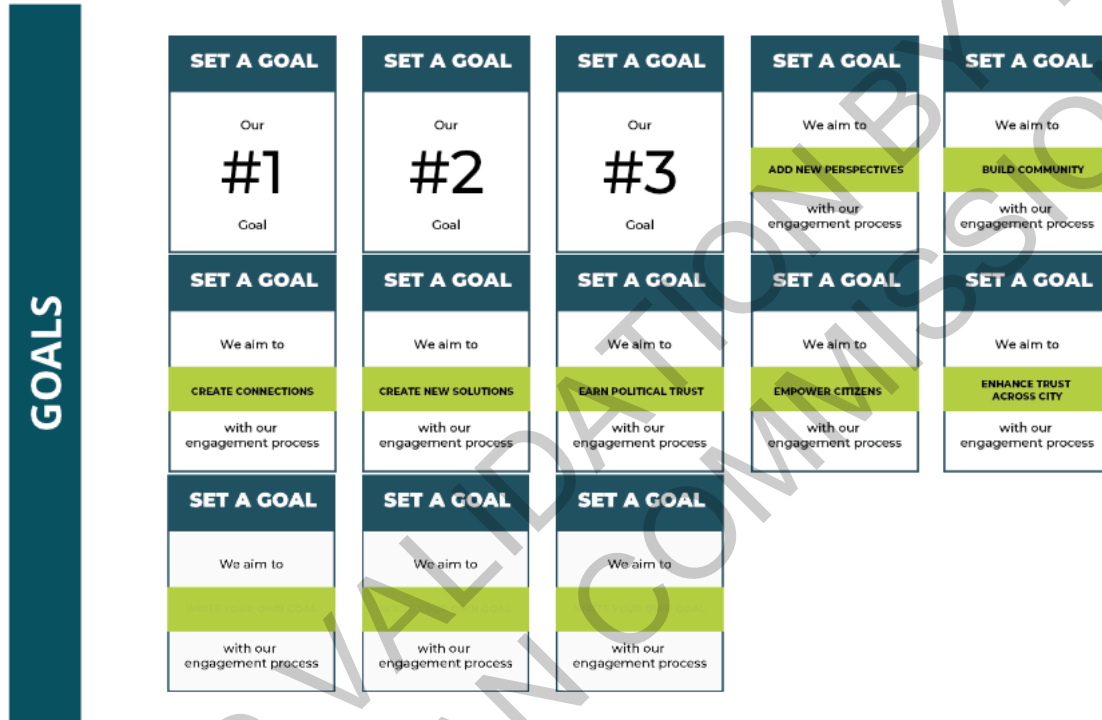 GOALS
SET A GOAL
Our
#1
Goal
SET A GOAL
Our
#2
Goal
SET A GOAL
Our
#3
Goal
SET A GOAL
We aim to
ADD NEW PERSPECTIVES
with our
engagement process
SET A GOAL
We aim to
BUILD COMMUNITY
with our
engagement process
SET A GOAL
We aim to
CREATE CONNECTIONS
with our
engagement process
SET A GOAL
We aim to
CREATE NEW SOLUTIONS
with our
engagement process
SET A GOAL
We aim to
EARN POLITICAL TRUST
with our
engagement process
SET A GOAL
We aim to
EMPOWER CITIZENS
with our
engagement process
SET A GOAL
We aim to
ENHANCE TRUST
ACROSS CITY
with our
engagement process
SET A GOAL
We aim to
with our
engagement process
SET A GOAL
We aim to
with our
engagement process
SET A GOAL
We aim to
with our
engagement process
VALIDATION BY
COMMISSIO